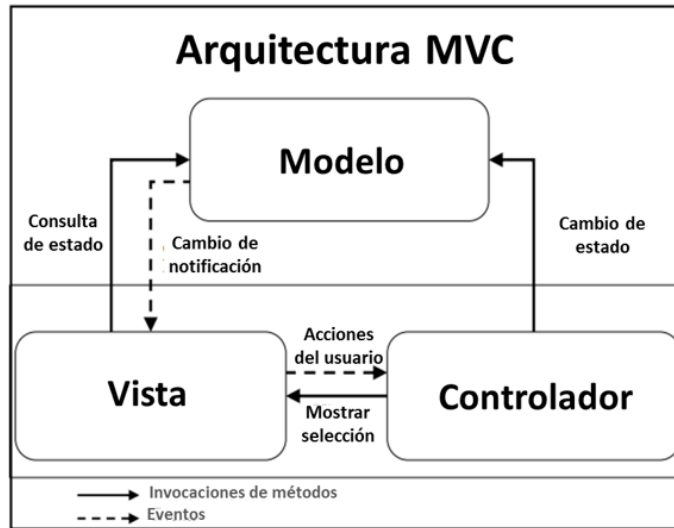 Arquitectura MVC
Modelo
Consulta
de estado
Cambio de
notificación
Cambio de
estado
Acciones
del usuario
Vista
Controlador
Mostrar
selección
Invocaciones de métodos
Eventos